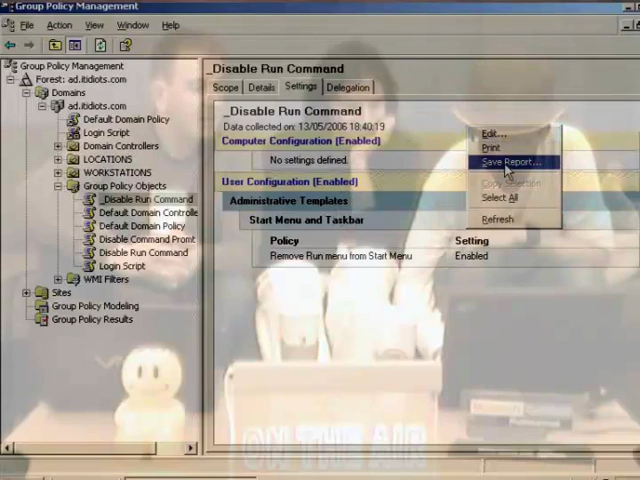 Group Policy Management
File Action View Window Help
Group Policy Management
Forest: ad.itidiots.com
Domains
ad.itidiots.com
Default Domain Policy
Login Script
Domain Controllers
LOCATIONS
WORKSTATIONS
Group Policy Objects
_Disable Run Command
Default Domain Controlle
Default Domain Policy
Disable Command Promt
Disable Run Command
Login Script
WMI Filters
Sites
Group Policy Modeling
Group Policy Results
_Disable Run Command
Scope Details Settings Delegation
_Disable Run Command
Data collected on: 13/05/2006 18:40:19
Computer Configuration (Enabled)
No settings defined.
User Configuration (Enabled)
Administrative Templates
Start Menu and Taskbar
Policy Setting
Remove Run menu from Start Menu Enabled
Edit...
Print
Save Report...
Copy Selection
Select All
Refresh
ON THE AIR